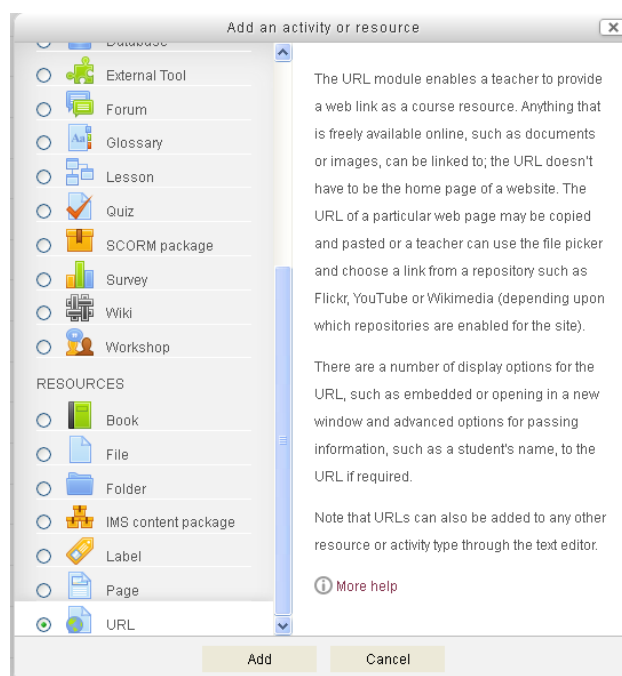 Add an activity or resource
Database
External Tool
Forum
Glossary
Lesson
Quiz
SCORM package
Survey
Wiki
Workshop
RESOURCES
Book
File
Folder
IMS content package
Label
Page
URL
The URL module enables a teacher to provide
a web link as a course resource. Anything that
is freely available online, such as documents
or images, can be linked to; the URL doesn't
have to be the home page of a website. The
URL of a particular web page may be copied
and pasted or a teacher can use the file picker
and choose a link from a repository such as
Flickr, YouTube or Wikimedia (depending upon
which repositories are enabled for the site).
There are a number of display options for the
URL, such as embedded or opening in a new
window and advanced options for passing
information, such as a student's name, to the
URL if required.
Note that URLs can also be added to any other
resource or activity type through the text editor.
More help
Add
Cancel